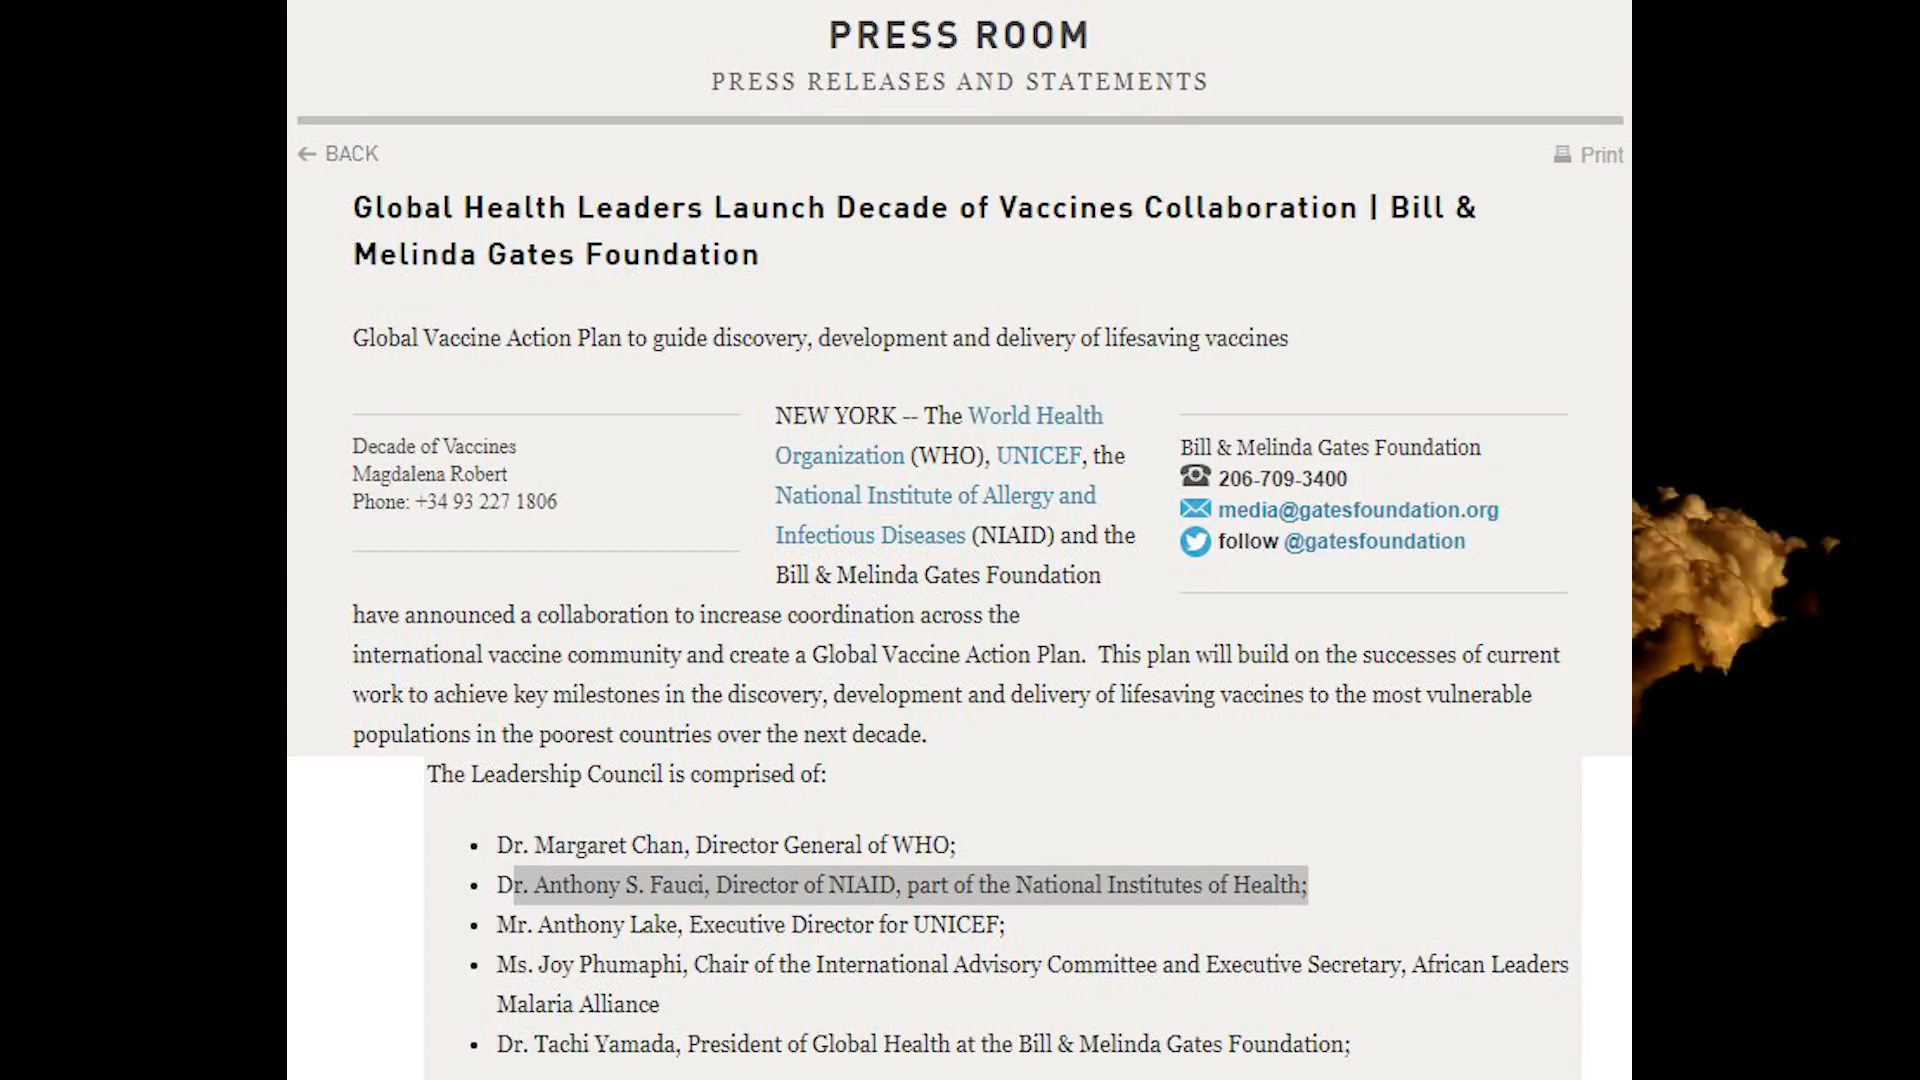 PRESS ROOM
PRESS RELEASES AND STATEMENTS
← BACK
Print
Global Health Leaders Launch Decade of Vaccines Collaboration | Bill &
Melinda Gates Foundation
Global Vaccine Action Plan to guide discovery, development and delivery of lifesaving vaccines
Decade of Vaccines
Magdalena Robert
Phone: +34 93 227 1806
NEW YORK -- The World Health
Organization (WHO), UNICEF, the
National Institute of Allergy and
Infectious Diseases (NIAID) and the
Bill & Melinda Gates Foundation
Bill & Melinda Gates Foundation
206-709-3400
media@gatesfoundation.org
follow @gatesfoundation
have announced a collaboration to increase coordination across the
international vaccine community and create a Global Vaccine Action Plan.  This plan will build on the successes of current
work to achieve key milestones in the discovery, development and delivery of lifesaving vaccines to the most vulnerable
populations in the poorest countries over the next decade.
The Leadership Council is comprised of:
• Dr. Margaret Chan, Director General of WHO;
• Dr. Anthony S. Fauci, Director of NIAID, part of the National Institutes of Health;
• Mr. Anthony Lake, Executive Director for UNICEF;
• Ms. Joy Phumaphi, Chair of the International Advisory Committee and Executive Secretary, African Leaders
Malaria Alliance
• Dr. Tachi Yamada, President of Global Health at the Bill & Melinda Gates Foundation;